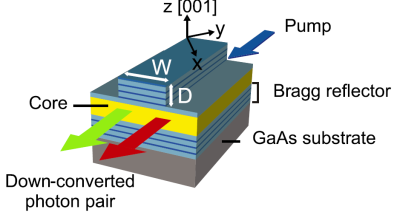 z [001]
y
Pump
x
W
D
Bragg reflector
Core
GaAs substrate
Down-converted
photon pair